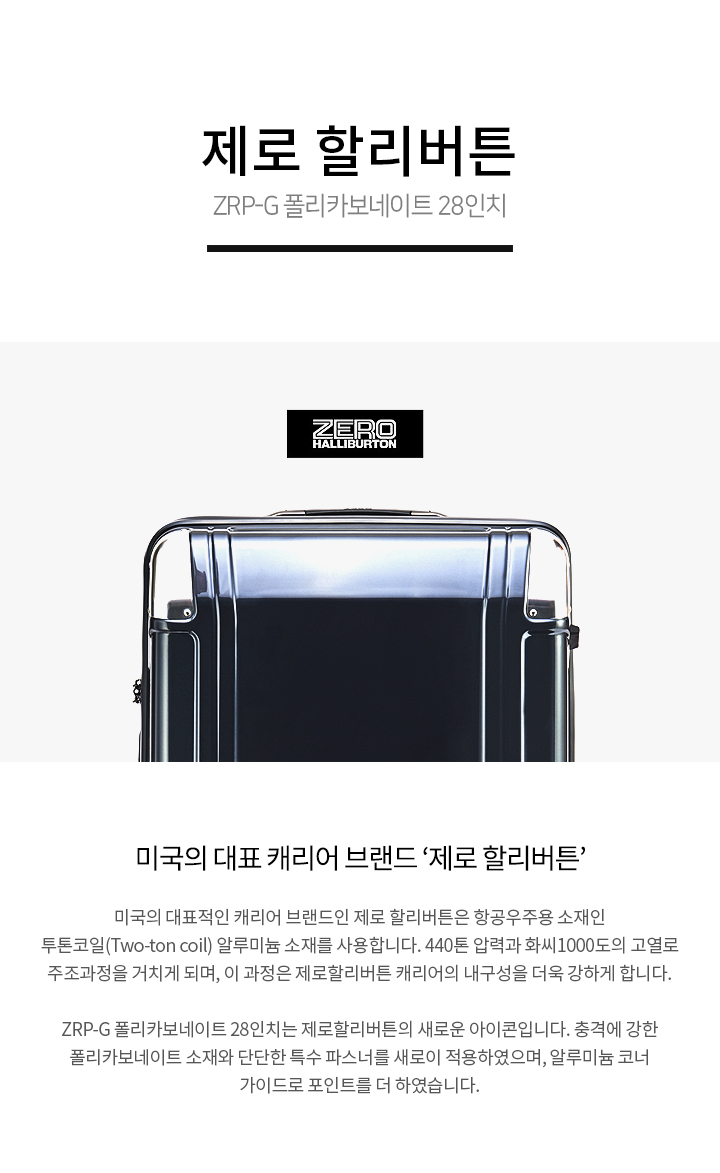 제로 할리버튼
ZRP-G 폴리카보네이트 28인치
ZERO
HALLIBURTON
미국의 대표 캐리어 브랜드 ‘제로 할리버튼’
미국의 대표적인 캐리어 브랜드인 제로 할리버튼은 항공우주용 소재인
투톤코일(Two-ton coil) 알루미늄 소재를 사용합니다. 440톤 압력과 화씨1000도의 고열로
주조과정을 거치게 되며, 이 과정은 제로할리버튼 캐리어의 내구성을 더욱 강하게 합니다.
ZRP-G 폴리카보네이트 28인치는 제로할리버튼의 새로운 아이콘입니다. 충격에 강한
폴리카보네이트 소재와 단단한 특수 파스너를 새로이 적용하였으며, 알루미늄 코너
가이드로 포인트를 더 하였습니다.